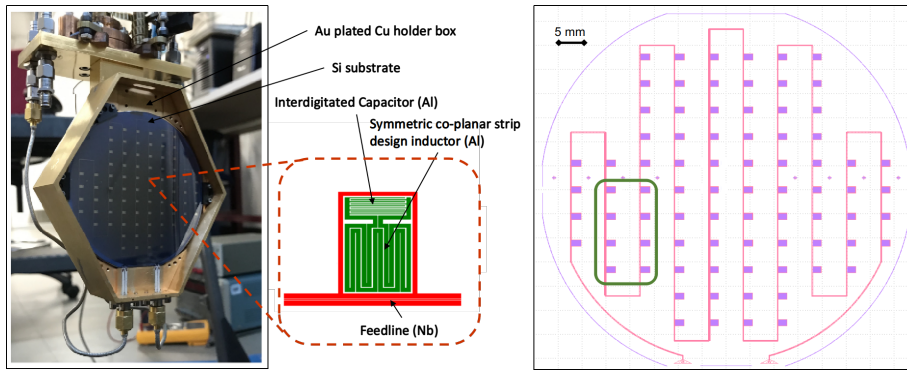 Au plated Cu holder box
Si substrate
Interdigitated Capacitor (Al)
Symmetric co-planar strip
design inductor (Al)
Feedline (Nb)
5 mm